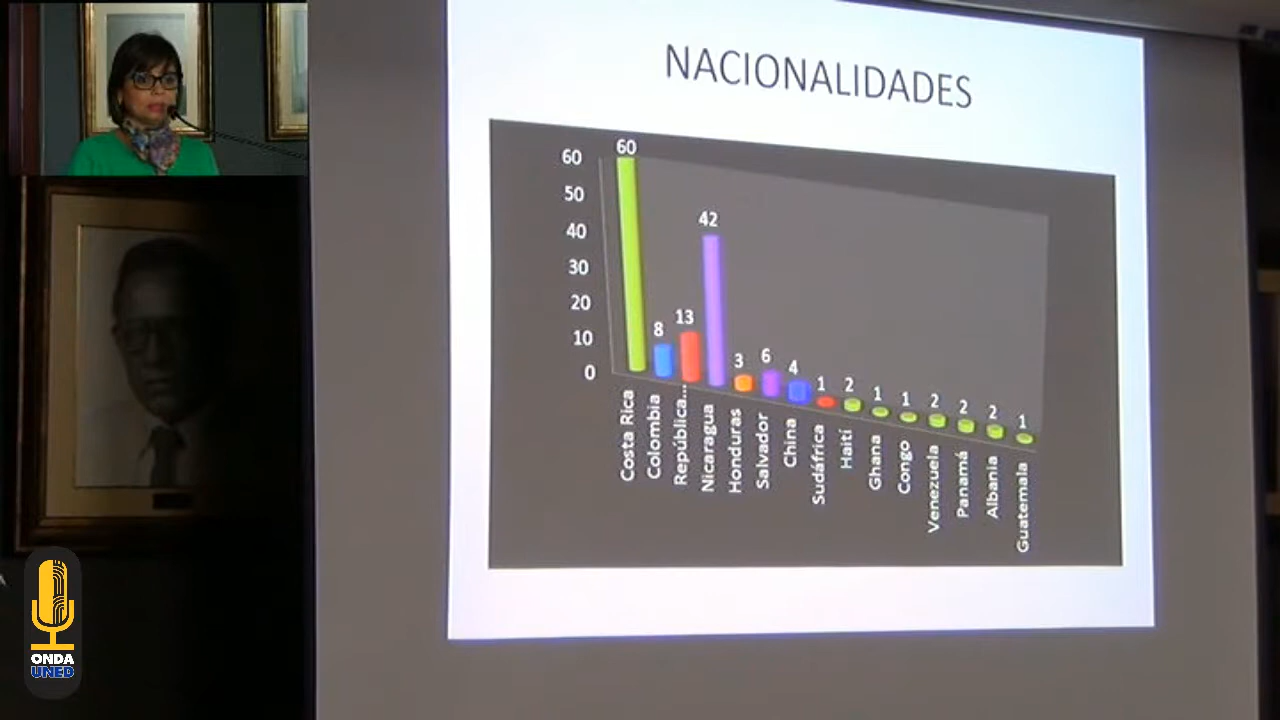 NACIONALIDADES
60
50
40
30
20
10
0
60
8
13
42
3
6
4
1
2
1
1
2
2
2
1
Costa Rica
Colombia
República...
Nicaragua
Honduras
Salvador
China
Sudáfrica
Haití
Ghana
Congo
Venezuela
Panamá
Albania
Guatemala
ONDA
UNED